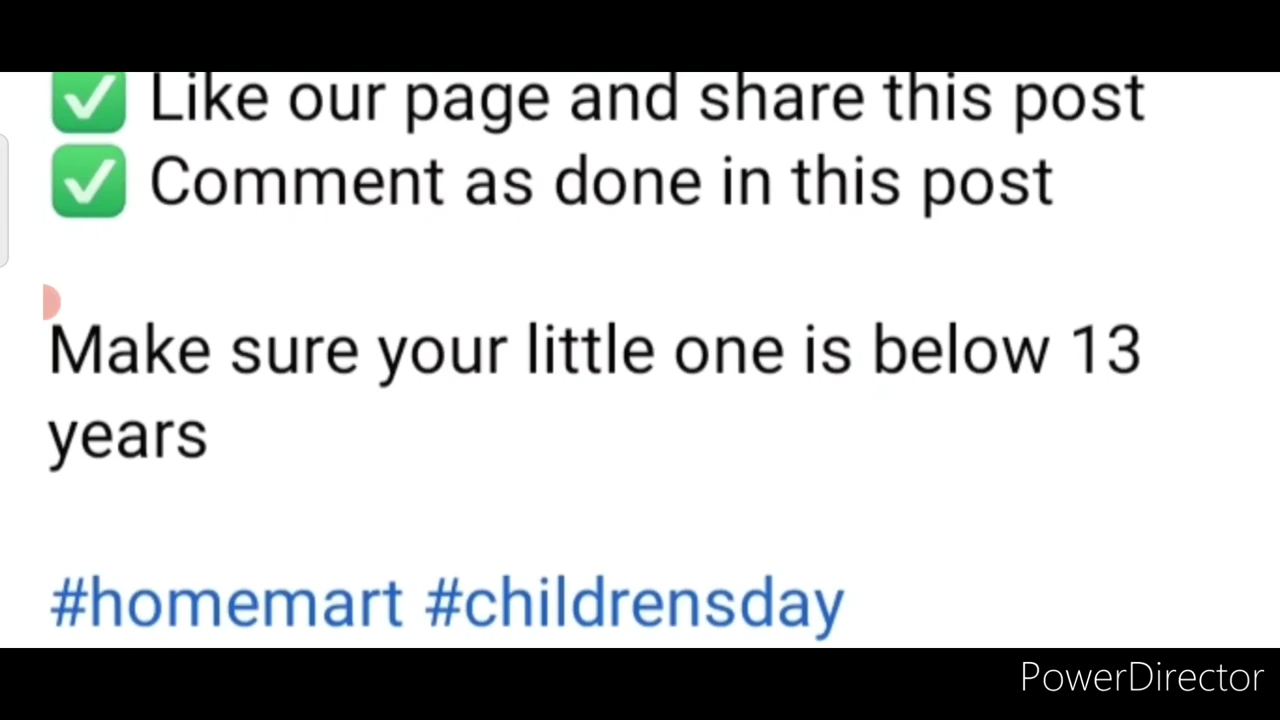 ✅ Like our page and share this post
✅ Comment as done in this post
Make sure your little one is below 13
years
#homemart #childrensday
PowerDirector